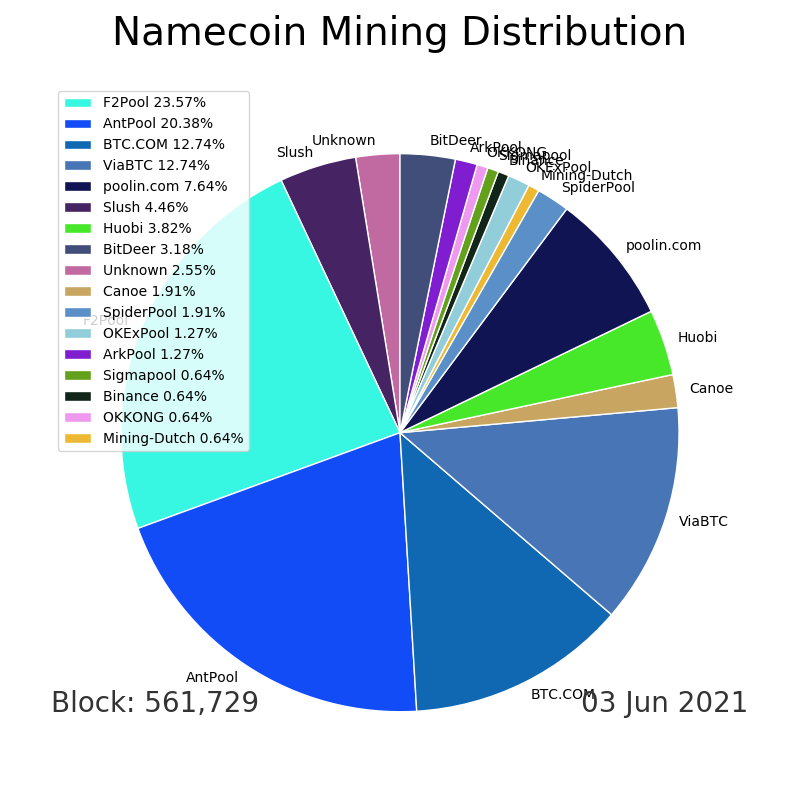 Namecoin Mining Distribution
F2Pool 23.57%
AntPool 20.38%
BTC.COM 12.74%
ViaBTC 12.74%
poolin.com 7.64%
Slush 4.46%
Huobi 3.82%
BitDeer 3.18%
Unknown 2.55%
Canoe 1.91%
SpiderPool 1.91%
OKExPool 1.27%
ArkPool 1.27%
Sigmapool 0.64%
Binance 0.64%
OKKONG 0.64%
Mining-Dutch 0.64%
Slush
Unknown
BitDeer
ArkPool
OKKONG
Sigmapool
Binance
OKExPool
Mining-Dutch
SpiderPool
poolin.com
F2Pool
Huobi
Canoe
ViaBTC
AntPool
BTC.COM
Block: 561,729
03 Jun 2021